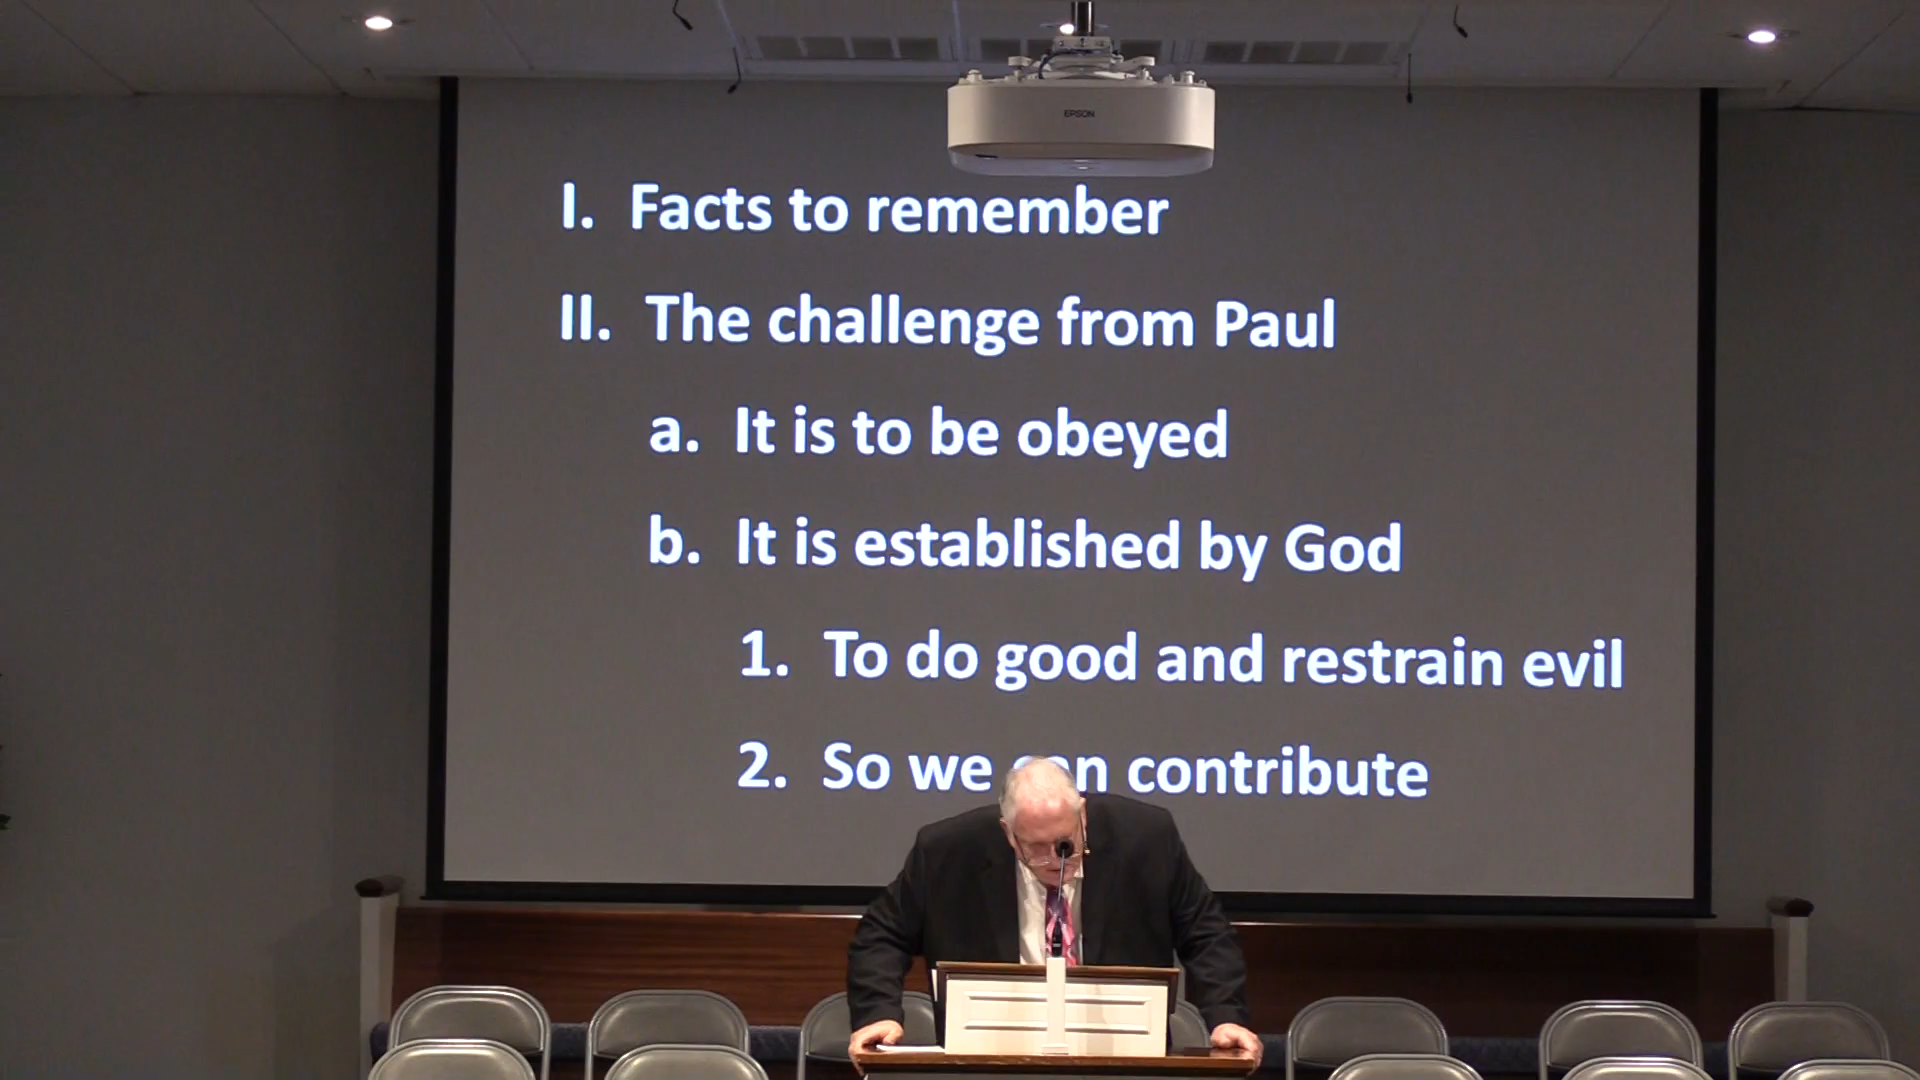 EPSON
I. Facts to remember
II. The challenge from Paul
a. It is to be obeyed
b. It is established by God
1. To do good and restrain evil
2. So we can contribute